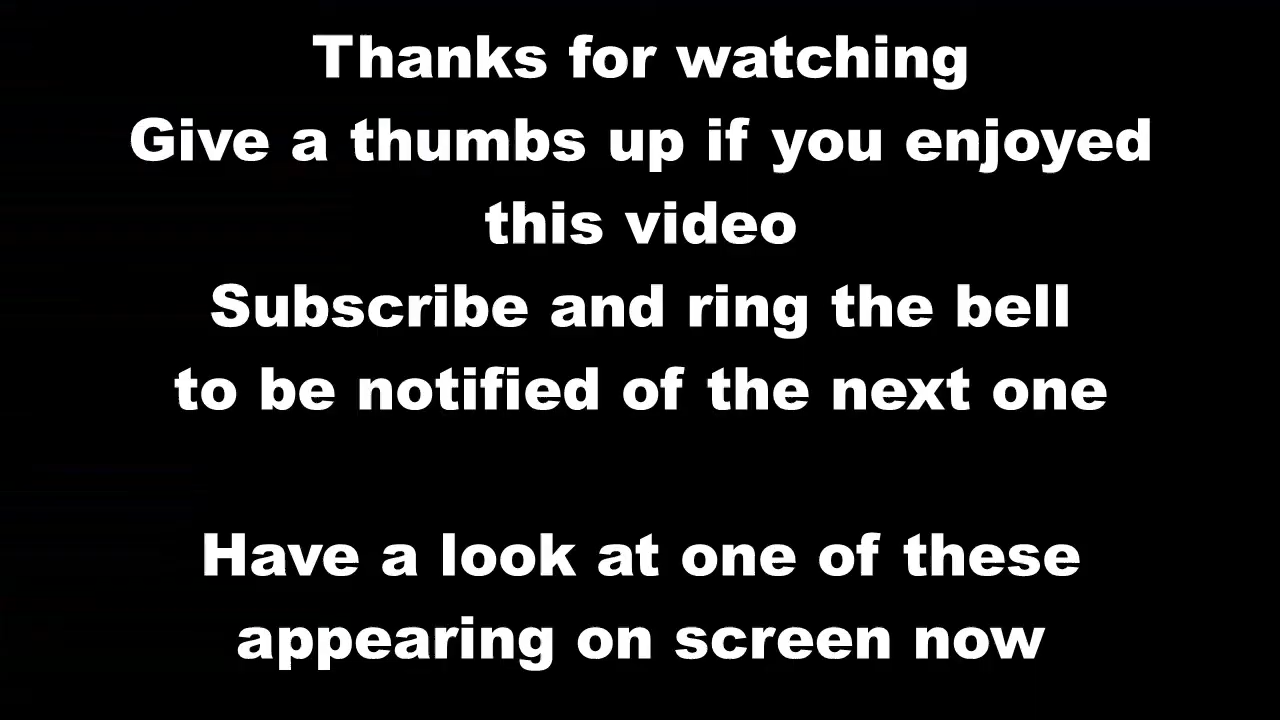 Thanks for watching
Give a thumbs up if you enjoyed
this video
Subscribe and ring the bell
to be notified of the next one
Have a look at one of these
appearing on screen now